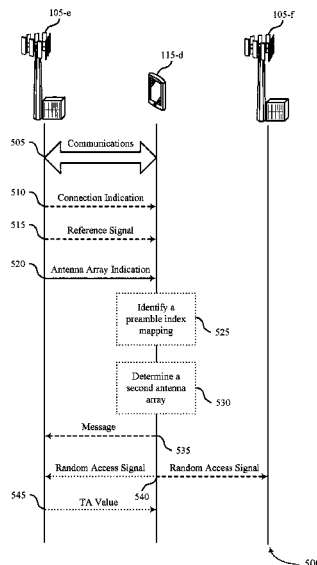 105-e
115-d
105-f
505
Communications
510
Connection Indication
515
Reference Signal
520
Antenna Array Indication
Identify a
preamble index
mapping
525
Determine a
second antenna
array
530
Message
535
Random Access Signal
Random Access Signal
540
545
TA Value
500